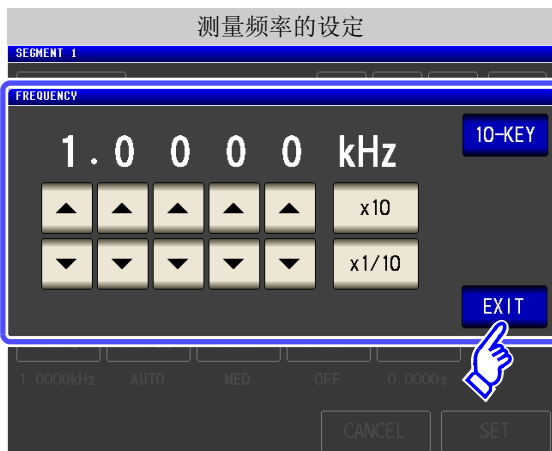 测量频率的设定
SEGMENT 1
FREQUENCY
10-KEY
1.0000 kHz
x10
x1/10
EXIT
1.0000kHz AUTO MED OFF 0.0000s
CANCEL SET